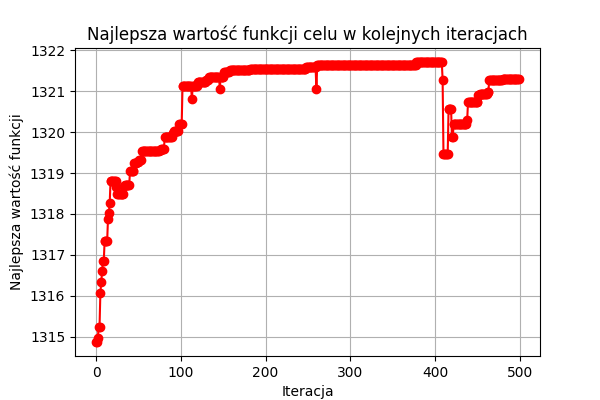 Najlepsza wartość funkcji celu w kolejnych iteracjach
1322
1321
1320
1319
1318
1317
1316
1315
Najlepsza wartość funkcji
0 100 200 300 400 500
Iteracja